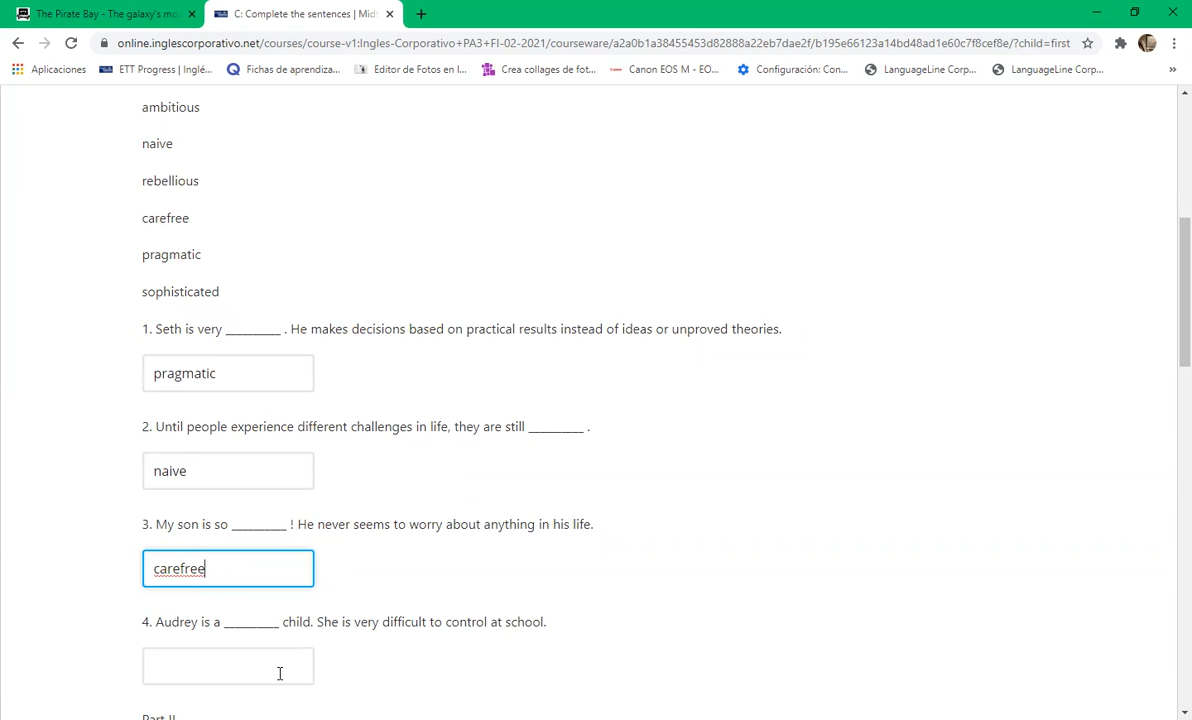 The Pirate Bay - The galaxy's mo
C: Complete the sentences | Mid
online.inglescorporativo.net/courses/course-v1:Ingles-Corporativo+PA3+FI-02-2021/courseware/a2a0b1a38455453d82888a22eb7dae2f/b195e66123a14bd48ad1e60c7f8cef8e/?child=first
Aplicaciones ETT Progress | Inglé... Fichas de aprendiza... Editor de Fotos en l... Crea collages de fot... Canon EOS M - EO... Configuración: Con... LanguageLine Corp... LanguageLine Corp... »
ambitious
naive
rebellious
carefree
pragmatic
sophisticated
1. Seth is very _________ . He makes decisions based on practical results instead of ideas or unproved theories.
pragmatic
2. Until people experience different challenges in life, they are still _________ .
naive
3. My son is so _________ ! He never seems to worry about anything in his life.
carefree
4. Audrey is a _________ child. She is very difficult to control at school.
Part II